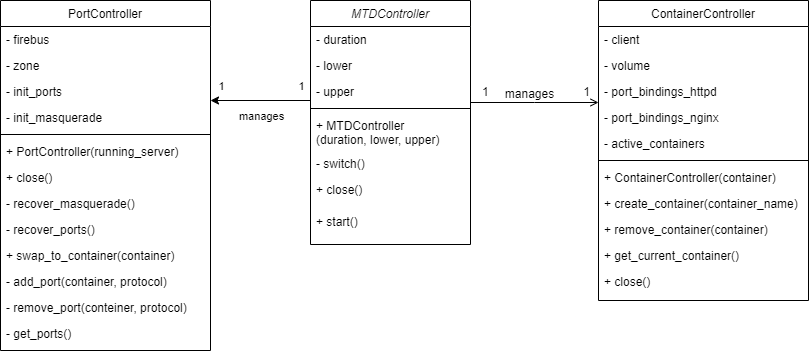 PortController
- firebus
- zone
- init_ports
- init_masquerade
+ PortController(running_server)
+ close()
- recover_masquerade()
- recover_ports()
+ swap_to_container(container)
- add_port(container, protocol)
- remove_port(conteiner, protocol)
- get_ports()
1
1
manages
MTDController
- duration
- lower
- upper
+ MTDController
(duration, lower, upper)
- switch()
+ close()
+ start()
1
1
manages
ContainerController
- client
- volume
- port_bindings_httpd
- port_bindings_nginx
- active_containers
+ ContainerController(container)
+ create_container(container_name)
+ remove_container(container)
+ get_current_container()
+ close()